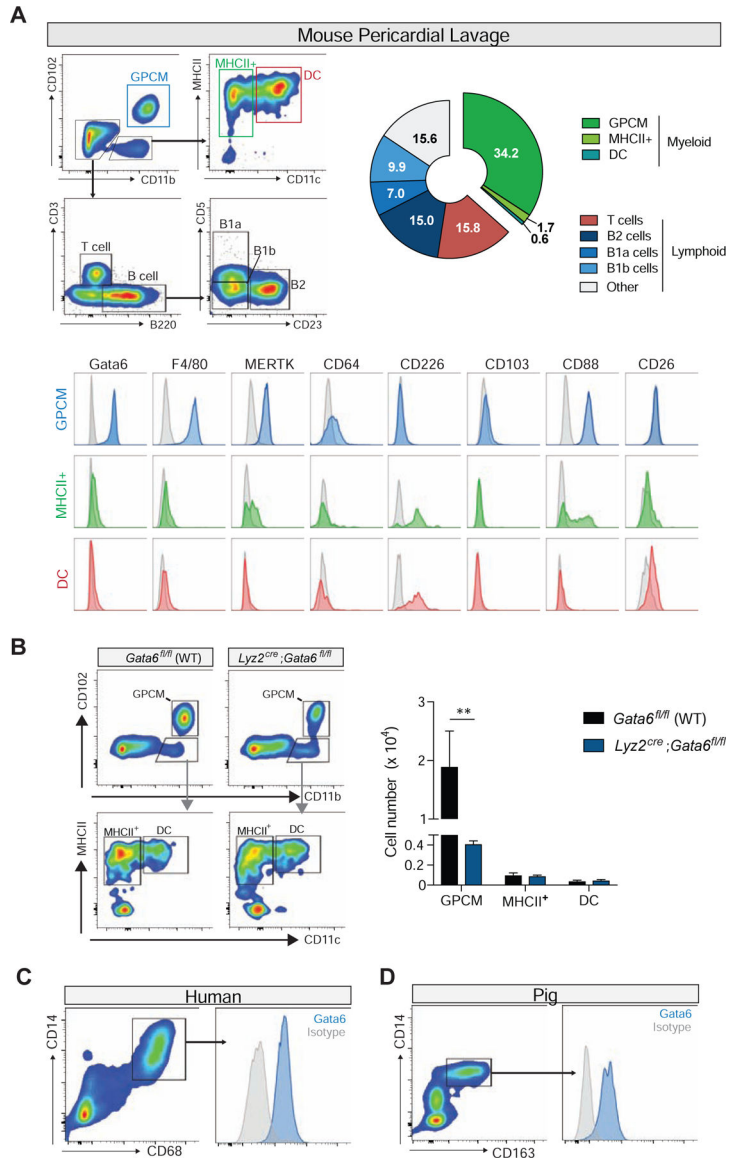 A
Mouse Pericardial Lavage
CD102
GPCM
CD11b
MHCII
MHCII+
DC
CD11c
CD3
T cell
B cell
B220
CD5
B1a
B1b
B2
CD23
34.2
1.7
0.6
15.8
15.0
7.0
9.9
15.6
GPCM
MHCII+
DC
Myeloid
T cells
B2 cells
B1a cells
B1b cells
Other
Lymphoid
Gata6 F4/80 MERTK CD64 CD226 CD103 CD88 CD26
GPCM
MHCII+
DC
B
Gata6fl/fl (WT)
Lyz2cre;Gata6fl/fl
CD102
GPCM
GPCM
CD11b
MHCII
MHCII+
DC
MHCII+
DC
CD11c
Cell number (x 10⁴)
3
2
1
0.4
0.2
0
**
GPCM MHCII+ DC
Gata6fl/fl (WT)
Lyz2cre;Gata6fl/fl
C
Human
CD14
CD68
Gata6
Isotype
D
Pig
CD14
CD163
Gata6
Isotype